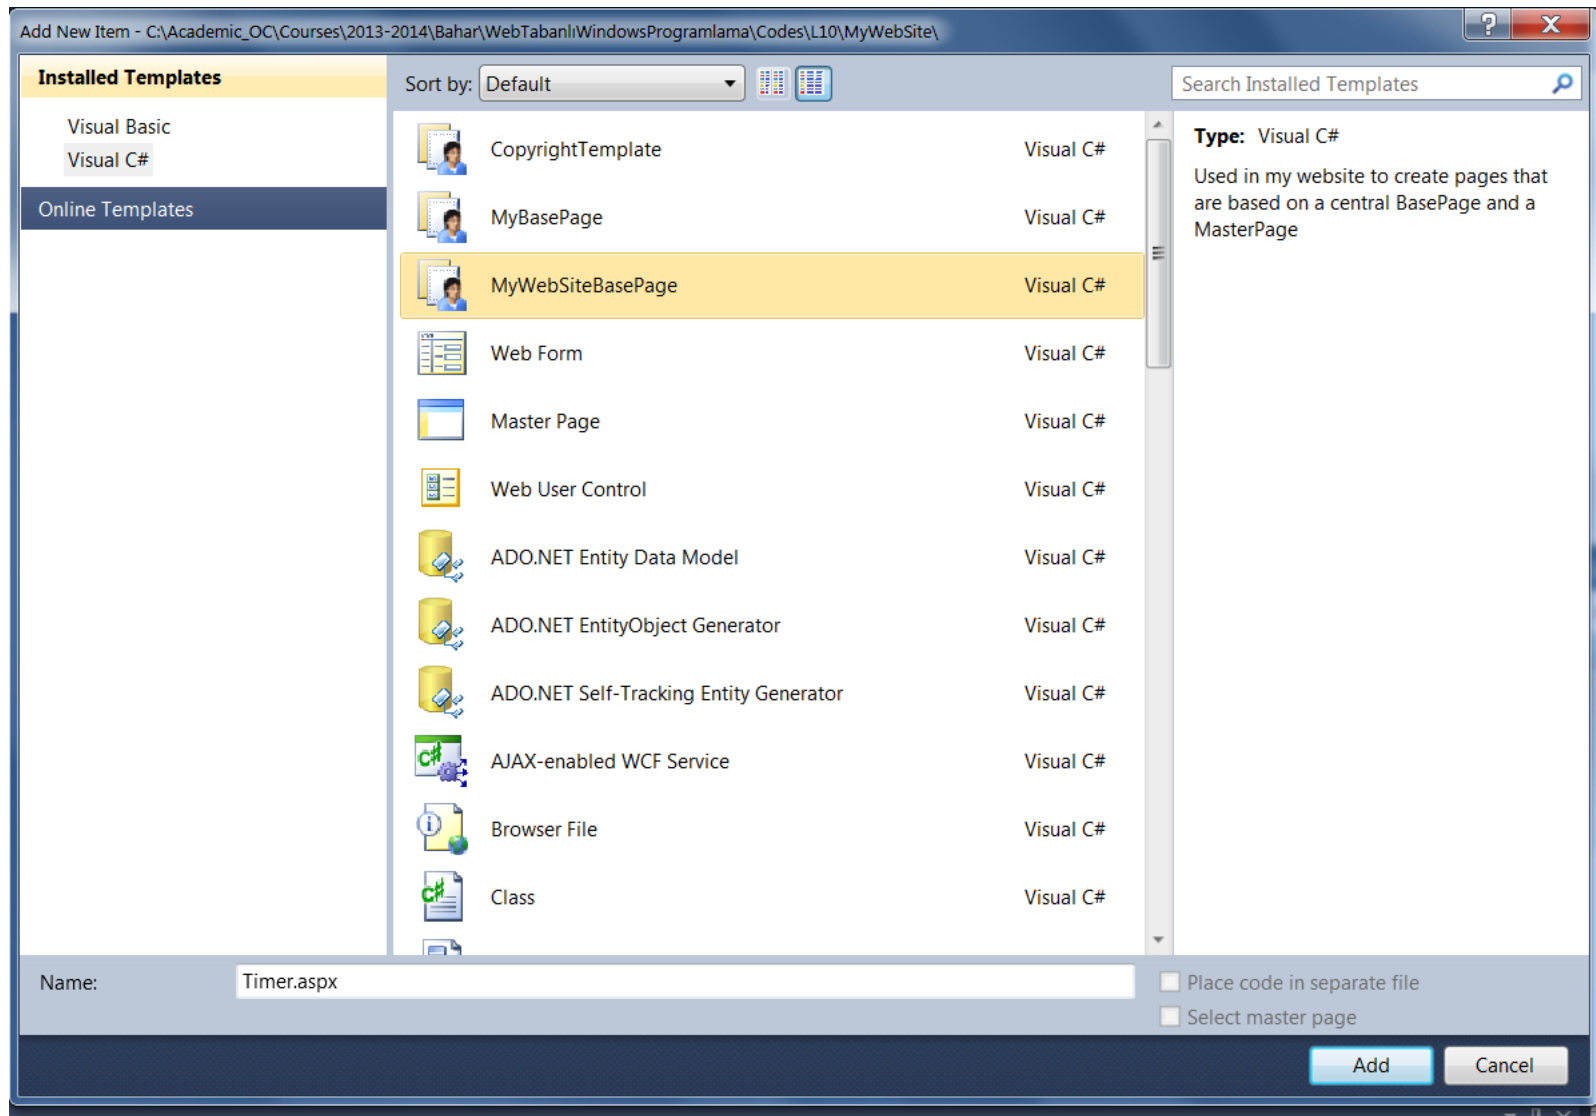 Add New Item - C:\Academic_OC\Courses\2013-2014\Bahar\WebTabanlıWindowsProgramlama\Codes\L10\MyWebSite\
Installed Templates
Visual Basic
Visual C#
Online Templates
Sort by: Default
Search Installed Templates
CopyrightTemplate Visual C#
MyBasePage Visual C#
MyWebSiteBasePage Visual C#
Web Form Visual C#
Master Page Visual C#
Web User Control Visual C#
ADO.NET Entity Data Model Visual C#
ADO.NET EntityObject Generator Visual C#
ADO.NET Self-Tracking Entity Generator Visual C#
AJAX-enabled WCF Service Visual C#
Browser File Visual C#
Class Visual C#
Type: Visual C#
Used in my website to create pages that
are based on a central BasePage and a
MasterPage
Name: Timer.aspx
Place code in separate file
Select master page
Add Cancel